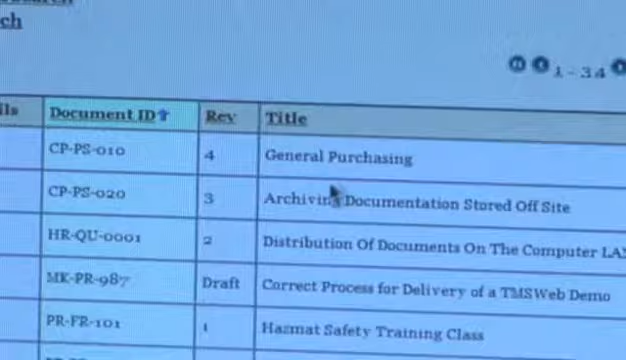 ch
1 - 34
ils Document ID Rev Title
CP-PS-010 4 General Purchasing
CP-PS-020 3 Archiving Documentation Stored Off Site
HR-QU-0001 2 Distribution Of Documents On The Computer LA
MK-PR-987 Draft Correct Process for Delivery of a TMSWeb Demo
PR-FR-101 1 Hazmat Safety Training Class